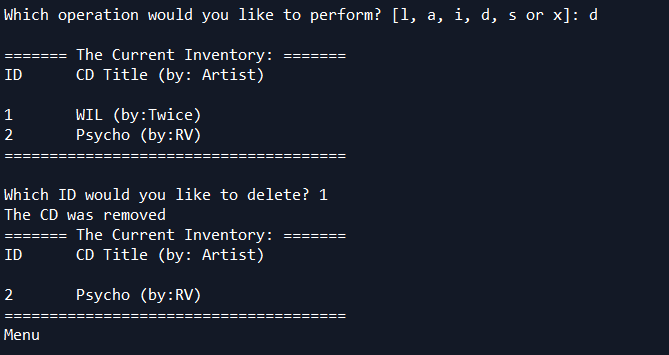 Which operation would you like to perform? [l, a, i, d, s or x]: d
======= The Current Inventory: =======
ID      CD Title (by: Artist)
1       WIL (by:Twice)
2       Psycho (by:RV)
======================================
Which ID would you like to delete? 1
The CD was removed
======= The Current Inventory: =======
ID      CD Title (by: Artist)
2       Psycho (by:RV)
======================================
Menu